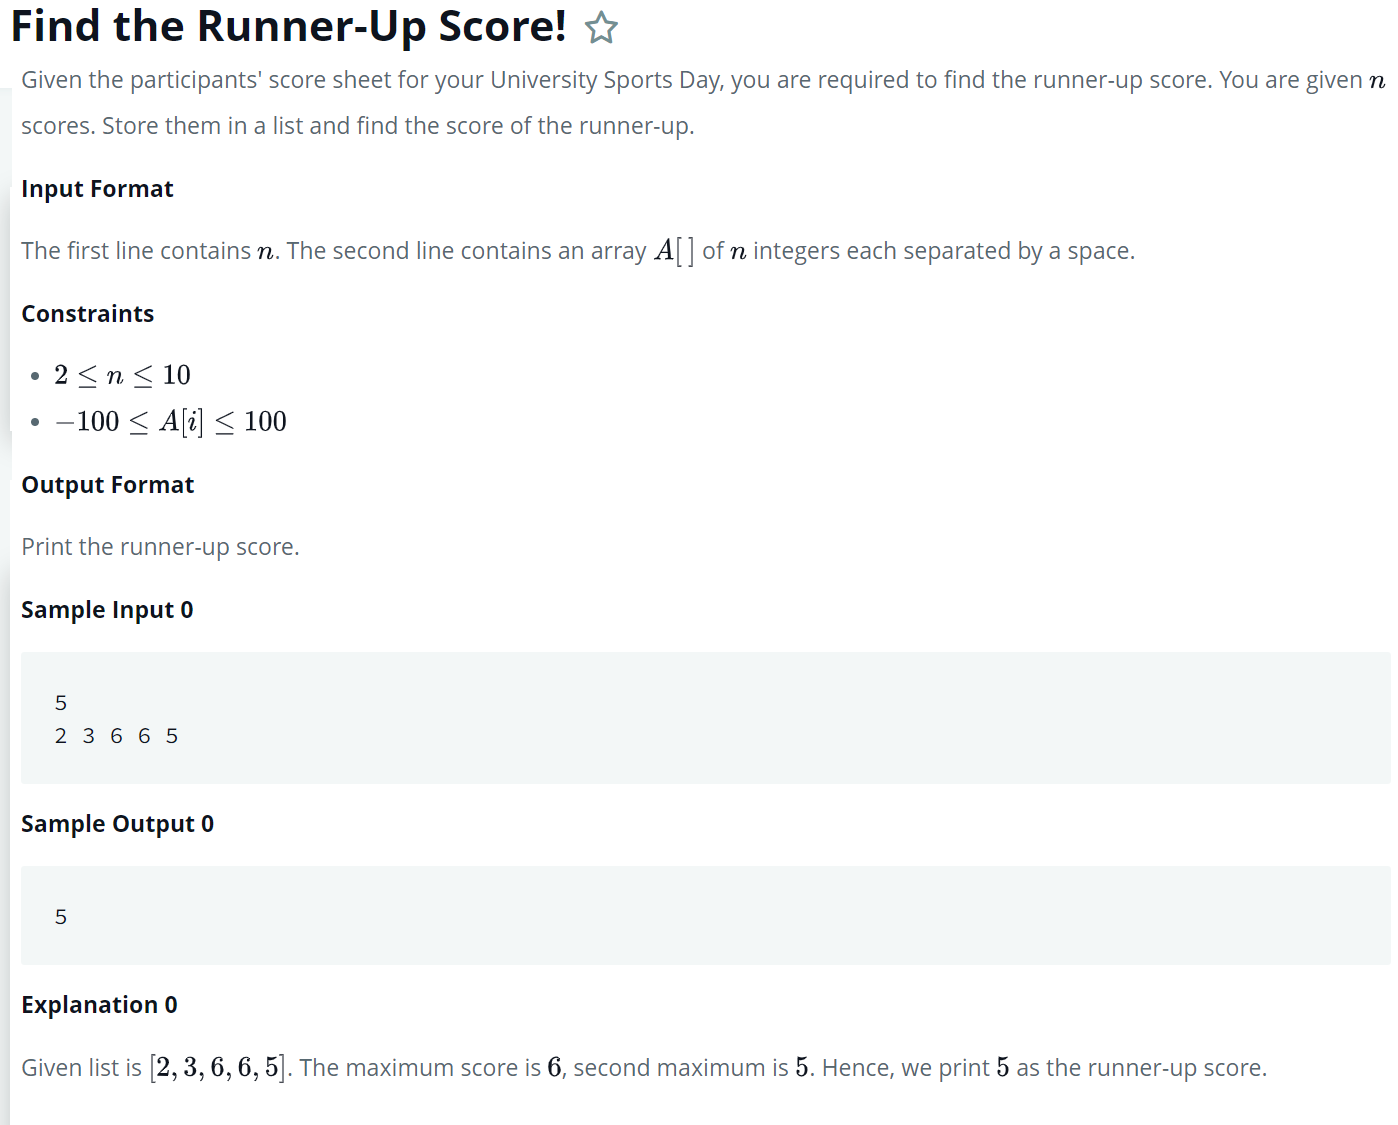 Find the Runner-Up Score!
Given the participants' score sheet for your University Sports Day, you are required to find the runner-up score. You are given n
scores. Store them in a list and find the score of the runner-up.
Input Format
The first line contains n. The second line contains an array A[] of n integers each separated by a space.
Constraints
• 2 ≤ n ≤ 10
• −100 ≤ A[i] ≤ 100
Output Format
Print the runner-up score.
Sample Input 0
5
2 3 6 6 5
Sample Output 0
5
Explanation 0
Given list is [2, 3, 6, 6, 5]. The maximum score is 6, second maximum is 5. Hence, we print 5 as the runner-up score.